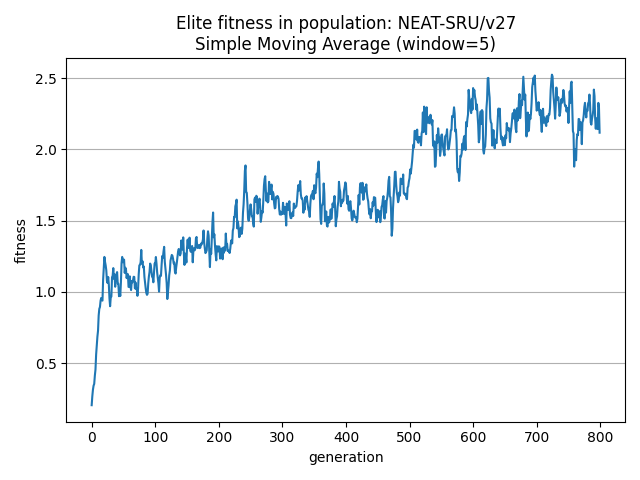 Elite fitness in population: NEAT-SRU/v27
Simple Moving Average (window=5)
fitness
2.5
2.0
1.5
1.0
0.5
0 100 200 300 400 500 600 700 800
generation